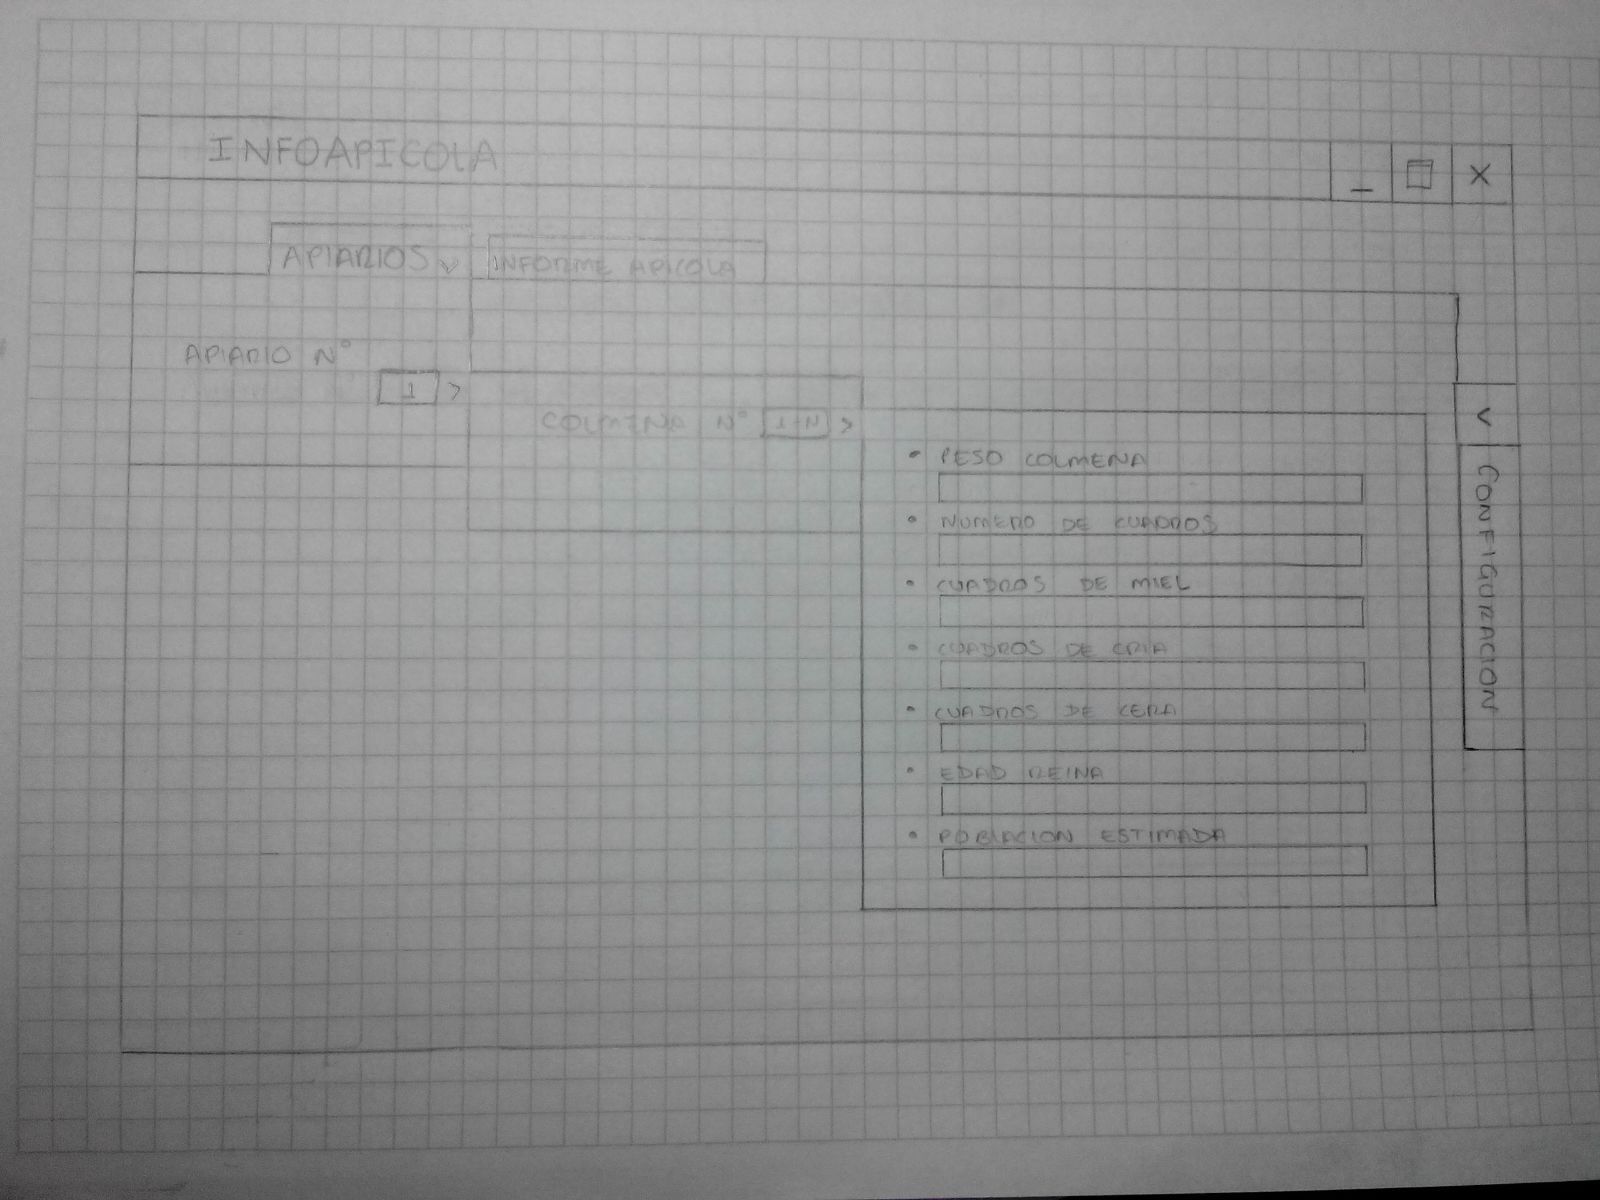 INFOAPICOLA
_ X
APIARIOS v INFORME APICOLA
APIARIO N°
1 >
COLMENA N° 1-N >
• PESO COLMENA
• NUMERO DE CUADROS
• CUADROS DE MIEL
• CUADROS DE CRIA
• CUADROS DE CERA
• EDAD REINA
• POBLACION ESTIMADA
< CONFIGURACION